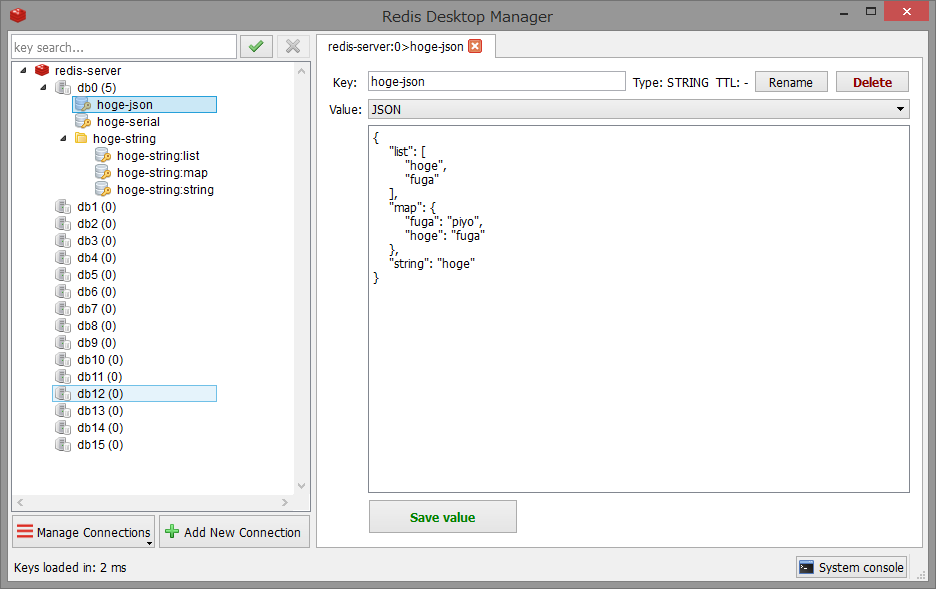 Redis Desktop Manager
key search...
redis-server
db0 (5)
hoge-json
hoge-serial
hoge-string
hoge-string:list
hoge-string:map
hoge-string:string
db1 (0)
db2 (0)
db3 (0)
db4 (0)
db5 (0)
db6 (0)
db7 (0)
db8 (0)
db9 (0)
db10 (0)
db11 (0)
db12 (0)
db13 (0)
db14 (0)
db15 (0)
Manage Connections
Add New Connection
redis-server:0>hoge-json
Key: hoge-json Type: STRING TTL: - Rename Delete
Value: JSON
{
"list": [
"hoge",
"fuga"
],
"map": {
"fuga": "piyo",
"hoge": "fuga"
},
"string": "hoge"
}
Save value
Keys loaded in: 2 ms
System console